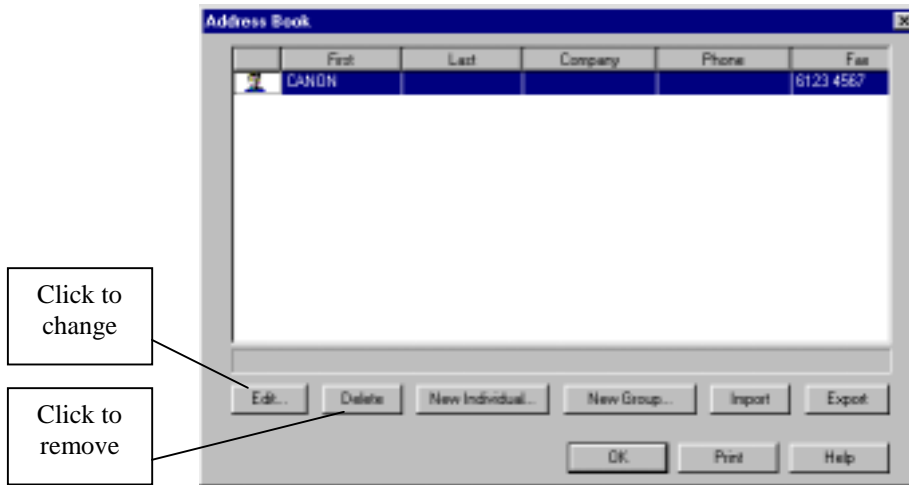 Address Book
First Last Company Phone Fax
CANON 6123 4567
Click to
change
Edit... Delete New Individual... New Group... Import Export
Click to
remove
OK Print Help